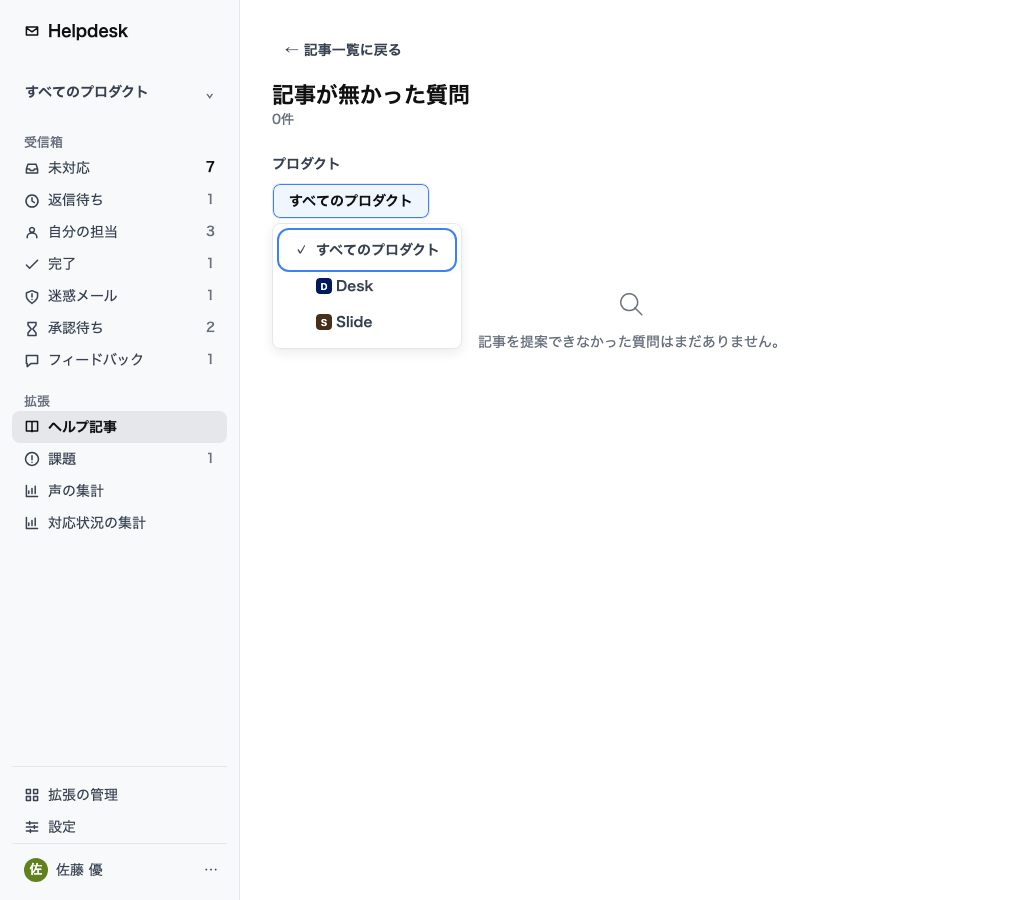 Helpdesk
すべてのプロダクト
受信箱
未対応 7
返信待ち 1
自分の担当 3
完了 1
迷惑メール 1
承認待ち 2
フィードバック 1
拡張
ヘルプ記事
課題 1
声の集計
対応状況の集計
拡張の管理
設定
佐 佐藤 優 …
← 記事一覧に戻る
記事が無かった質問
0件
プロダクト
すべてのプロダクト
✓ すべてのプロダクト
D Desk
S Slide
記事を提案できなかった質問はまだありません。